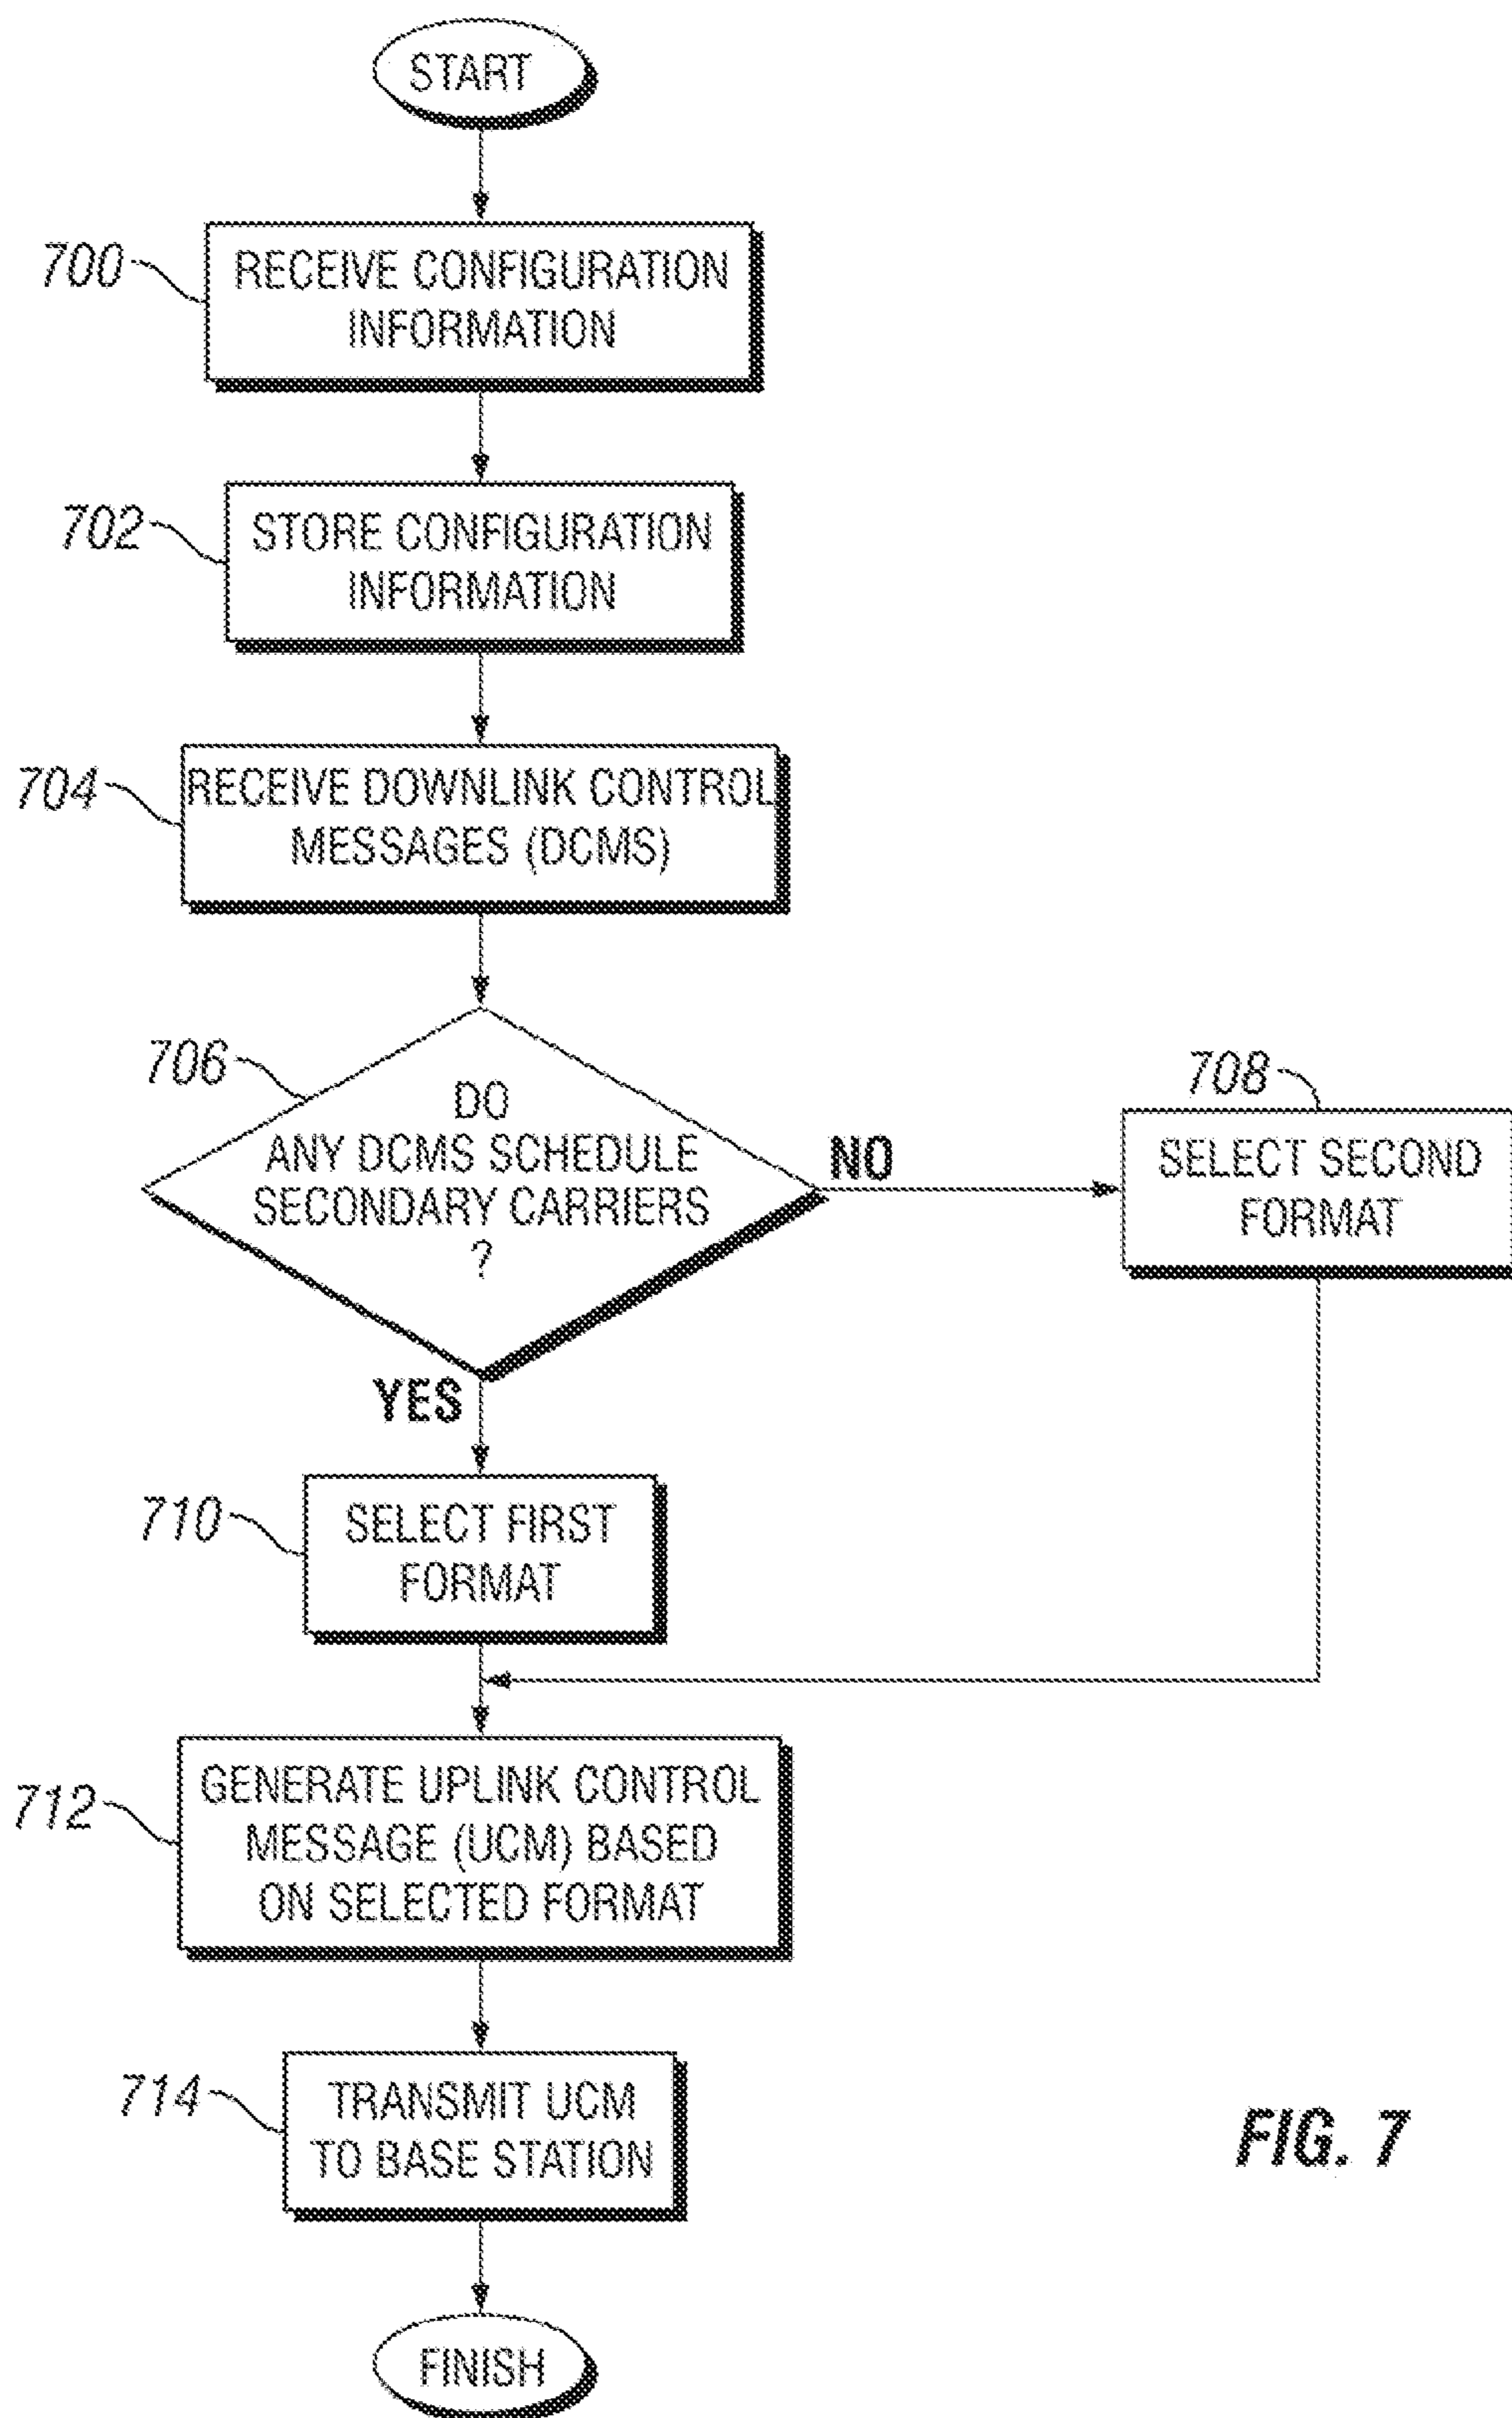 START
700
RECEIVE CONFIGURATION
INFORMATION
702
STORE CONFIGURATION
INFORMATION
704
RECEIVE DOWNLINK CONTROL
MESSAGES (DCMS)
706
DO
ANY DCMS SCHEDULE
SECONDARY CARRIERS
?
NO
708
SELECT SECOND
FORMAT
YES
710
SELECT FIRST
FORMAT
712
GENERATE UPLINK CONTROL
MESSAGE (UCM) BASED
ON SELECTED FORMAT
714
TRANSMIT UCM
TO BASE STATION
FIG. 7
FINISH